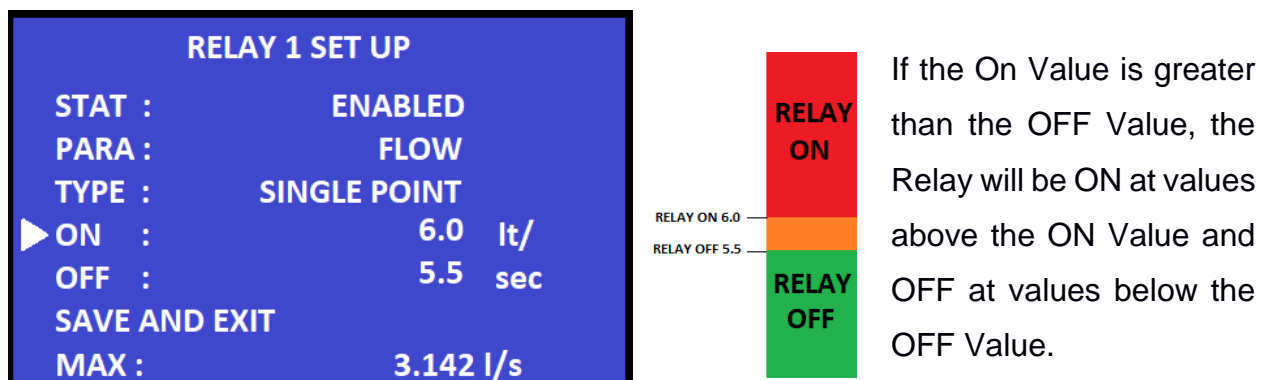 RELAY 1 SET UP
STAT : ENABLED
PARA : FLOW
TYPE : SINGLE POINT
ON : 6.0 lt/
OFF : 5.5 sec
SAVE AND EXIT
MAX : 3.142 l/s
RELAY
ON
RELAY ON 6.0
RELAY OFF 5.5
RELAY
OFF
If the On Value is greater
than the OFF Value, the
Relay will be ON at values
above the ON Value and
OFF at values below the
OFF Value.